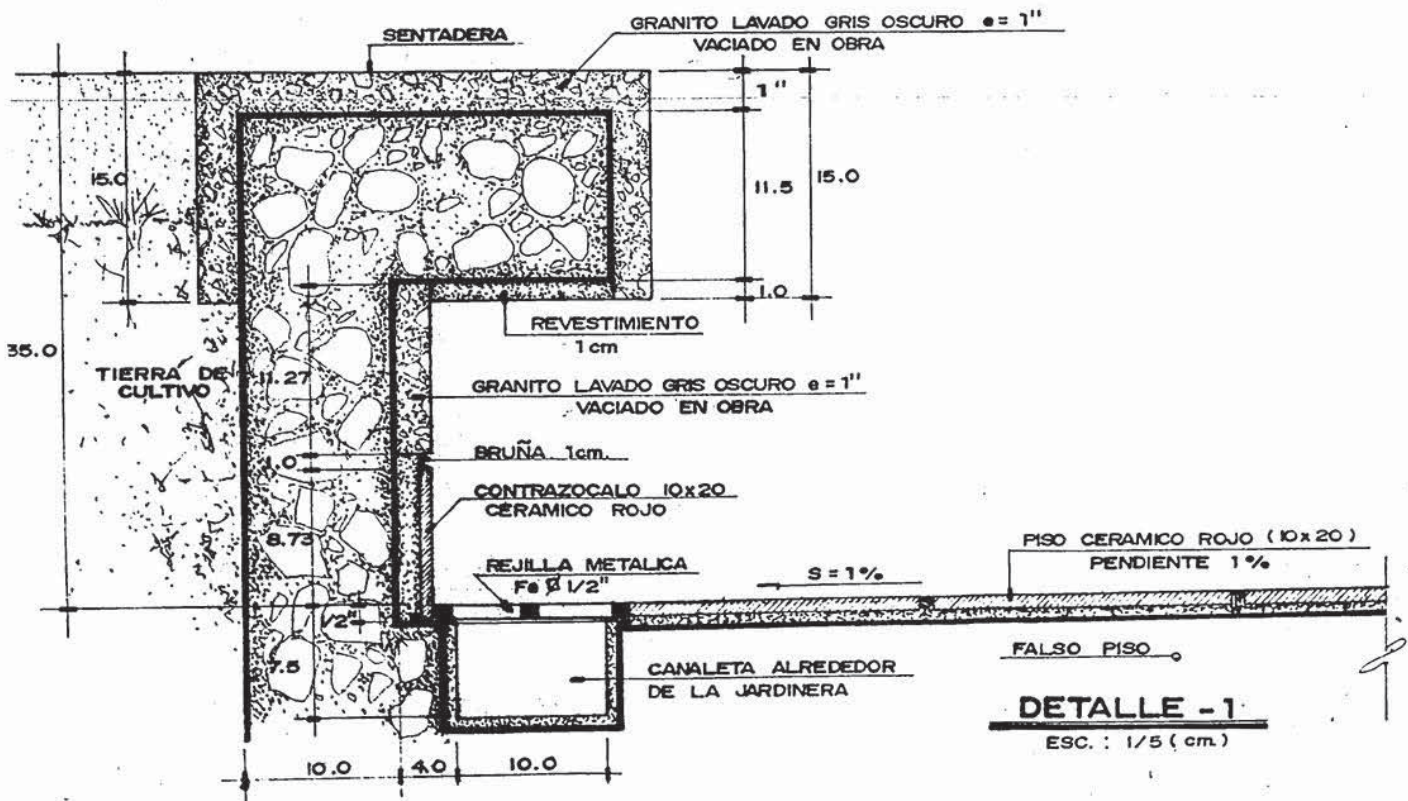 GRANITO LAVADO GRIS OSCURO e = 1"
VACIADO EN OBRA
SENTADERA
1"
15.0
11.5
15.0
1.0
REVESTIMIENTO
1 cm
35.0
TIERRA DE
CULTIVO
11.27
GRANITO LAVADO GRIS OSCURO e = 1"
VACIADO EN OBRA
BRUÑA 1cm.
1.0
CONTRAZOCALO 10x20
CERAMICO ROJO
8.73
REJILLA METALICA
Fe Ø 1/2"
S = 1%
PISO CERAMICO ROJO (10x20)
PENDIENTE 1%
1/2"
7.5
CANALETA ALREDEDOR
DE LA JARDINERA
FALSO PISO
DETALLE - 1
ESC. : 1/5 ( cm.)
10.0
4.0
10.0